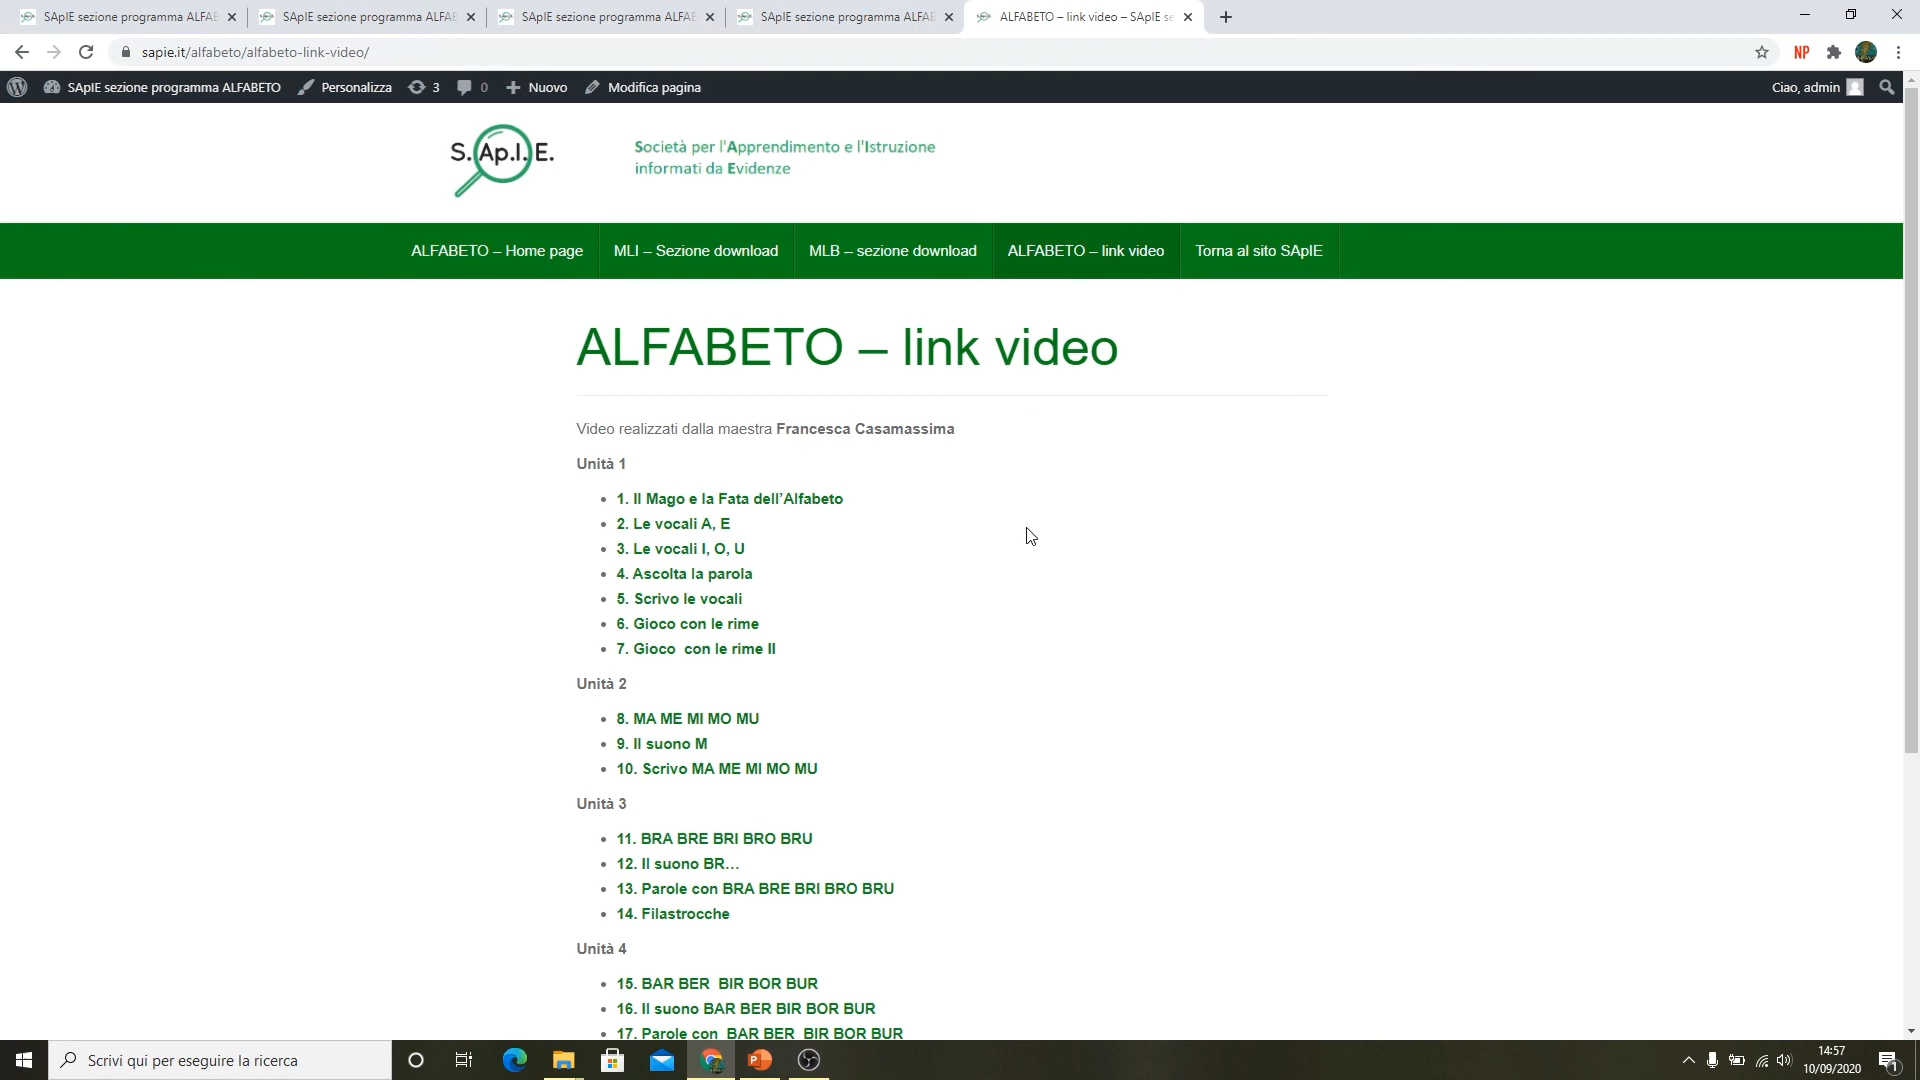 SApIE sezione programma ALFAB
SApIE sezione programma ALFAB
SApIE sezione programma ALFAB
SApIE sezione programma ALFAB
ALFABETO – link video – SApIE se
sapie.it/alfabeto/alfabeto-link-video/
NP
SApIE sezione programma ALFABETO
Personalizza
3
0
Nuovo
Modifica pagina
Ciao, admin
S.Ap.I.E.
Società per l'Apprendimento e l'Istruzione
informati da Evidenze
ALFABETO – Home page
MLI – Sezione download
MLB – sezione download
ALFABETO – link video
Torna al sito SApIE
ALFABETO – link video
Video realizzati dalla maestra Francesca Casamassima
Unità 1
1. Il Mago e la Fata dell'Alfabeto
2. Le vocali A, E
3. Le vocali I, O, U
4. Ascolta la parola
5. Scrivo le vocali
6. Gioco con le rime
7. Gioco con le rime II
Unità 2
8. MA ME MI MO MU
9. Il suono M
10. Scrivo MA ME MI MO MU
Unità 3
11. BRA BRE BRI BRO BRU
12. Il suono BR…
13. Parole con BRA BRE BRI BRO BRU
14. Filastrocche
Unità 4
15. BAR BER BIR BOR BUR
16. Il suono BAR BER BIR BOR BUR
17. Parole con BAR BER BIR BOR BUR
Scrivi qui per eseguire la ricerca
14:57
10/09/2020
1